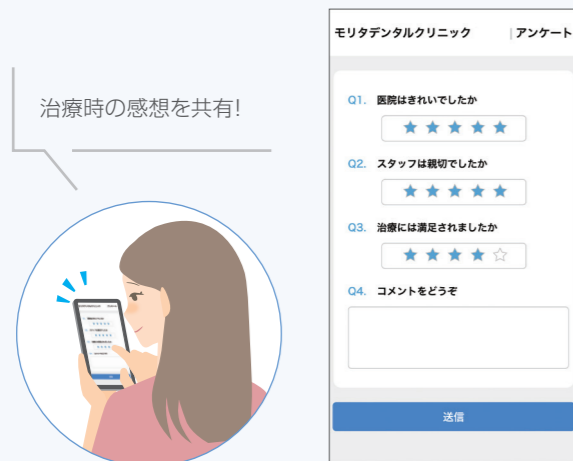 治療時の感想を共有!
モリタデンタルクリニック
アンケート
Q1. 医院はきれいでしたか
Q2. スタッフは親切でしたか
Q3. 治療には満足されましたか
Q4. コメントをどうぞ
送信